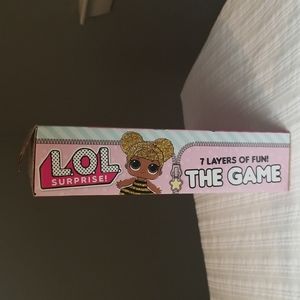 L.O.L
SURPRISE!
7 LAYERS OF FUN!
THE GAME